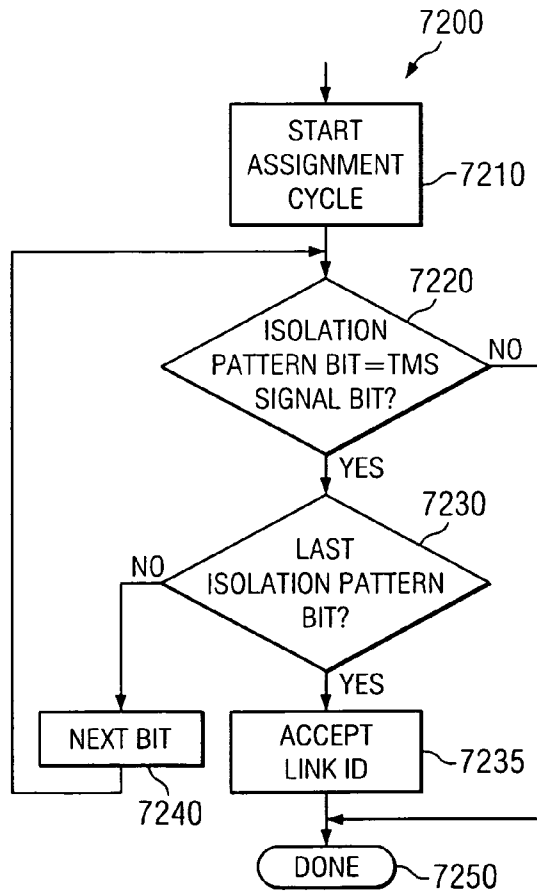 7200
START
ASSIGNMENT
CYCLE
7210
7220
ISOLATION
PATTERN BIT=TMS
SIGNAL BIT?
NO
YES
7230
LAST
ISOLATION PATTERN
BIT?
NO
YES
NEXT BIT
7240
ACCEPT
LINK ID
7235
DONE
7250